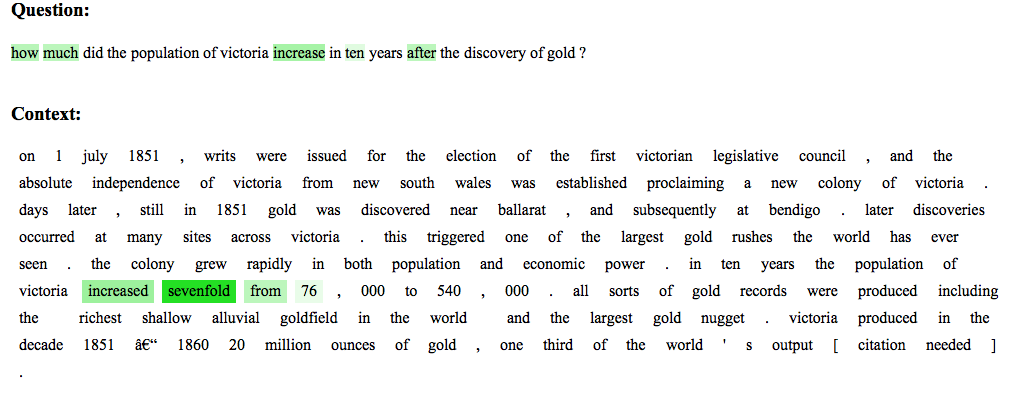 Question:
how much did the population of victoria increase in ten years after the discovery of gold ?
Context:
on 1 july 1851 , writs were issued for the election of the first victorian legislative council , and the
absolute independence of victoria from new south wales was established proclaiming a new colony of victoria .
days later , still in 1851 gold was discovered near ballarat , and subsequently at bendigo . later discoveries
occurred at many sites across victoria . this triggered one of the largest gold rushes the world has ever
seen . the colony grew rapidly in both population and economic power . in ten years the population of
victoria increased sevenfold from 76 , 000 to 540 , 000 . all sorts of gold records were produced including
the richest shallow alluvial goldfield in the world and the largest gold nugget . victoria produced in the
decade 1851 â€“ 1860 20 million ounces of gold , one third of the world ' s output [ citation needed ]
.